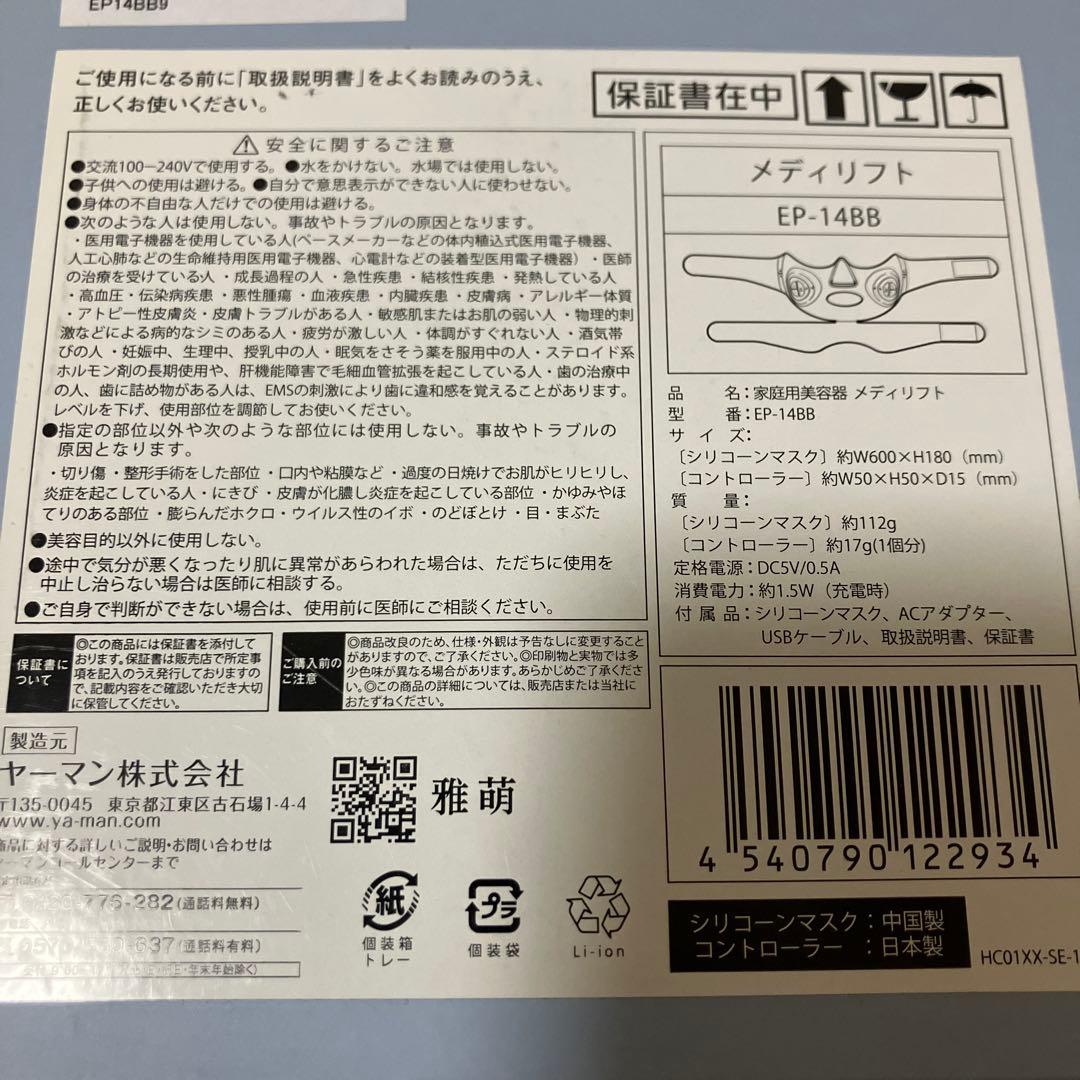 EP14BB9
ご使用になる前に「取扱説明書」をよくお読みのうえ、
正しくお使いください。
保証書在中
安全に関するご注意
●交流100-240Vで使用する。●水をかけない。水場では使用しない。
●子供への使用は避ける。●自分で意思表示ができない人に使わせない。
●身体の不自由な人だけでの使用は避ける。
●次のような人は使用しない。事故やトラブルの原因となります。
・医用電子機器を使用している人(ペースメーカーなどの体内植込式医用電子機器、
人工心肺などの生命維持用医用電子機器、心電計などの装着型医用電子機器)・医師
の治療を受けている人・成長過程の人・急性疾患・結核性疾患・発熱している人
・高血圧・伝染病疾患・悪性腫瘍・血液疾患・内臓疾患・皮膚病・アレルギー体質
・アトピー性皮膚炎・皮膚トラブルがある人・敏感肌またはお肌の弱い人・物理的刺
激などによる病的なシミのある人・疲労が激しい人・体調がすぐれない人・酒気帯
びの人・妊娠中、生理中、授乳中の人・眠気をさそう薬を服用中の人・ステロイド系
ホルモン剤の長期使用や、肝機能障害で毛細血管拡張を起こしている人・歯の治療中
の人、歯に詰め物がある人は、EMSの刺激により歯に違和感を覚えることがあります。
レベルを下げ、使用部位を調節してお使いください。
●指定の部位以外や次のような部位には使用しない。事故やトラブルの
原因となります。
・切り傷・整形手術をした部位・口内や粘膜など・過度の日焼けでお肌がヒリヒリし、
炎症を起こしている人・にきび・皮膚が化膿し炎症を起こしている部位・かゆみやほ
てりのある部位・膨らんだホクロ・ウイルス性のイボ・のどぼとけ・目・まぶた
●美容目的以外に使用しない。
●途中で気分が悪くなったり肌に異常があらわれた場合は、ただちに使用を
中止し治らない場合は医師に相談する。
●ご自身で判断ができない場合は、使用前に医師にご相談ください。
保証書に
ついて
◎この商品には保証書を添付して
おります。保証書は販売店で所定事
項を記入のうえ発行しておりますの
で、記載内容をご確認いただき大切
に保管してください。
ご購入前の
ご注意
◎商品改良のため、仕様・外観は予告なしに変更すること
がありますので、ご了承ください。◎印刷物と実物では多
少色味が異なる場合があります。あらかじめご了承くださ
い。◎この商品の詳細については、販売店または当社に
おたずねください。
メディリフト
EP-14BB
品 名:家庭用美容器 メディリフト
型 番:EP-14BB
サイズ:
〔シリコーンマスク〕約W600×H180(mm)
〔コントローラー〕約W50×H50×D15(mm)
質 量:
〔シリコーンマスク〕約112g
〔コントローラー〕約17g(1個分)
定格電源:DC5V/0.5A
消費電力:約1.5W(充電時)
付属品:シリコーンマスク、ACアダプター、
USBケーブル、取扱説明書、保証書
4 540790 122934
シリコーンマスク:中国製
コントローラー:日本製
HC01XX-SE-1
製造元
ヤーマン株式会社
〒135-0045 東京都江東区古石場1-4-4
www.ya-man.com
商品に対する詳しいご説明・お問い合わせは
ヤーマンコールセンターまで
776-282(通話料無料)
637(通話料有料)
年末年始除く)
雅萌
紙
個装箱
トレー
プラ
個装袋
Li-ion